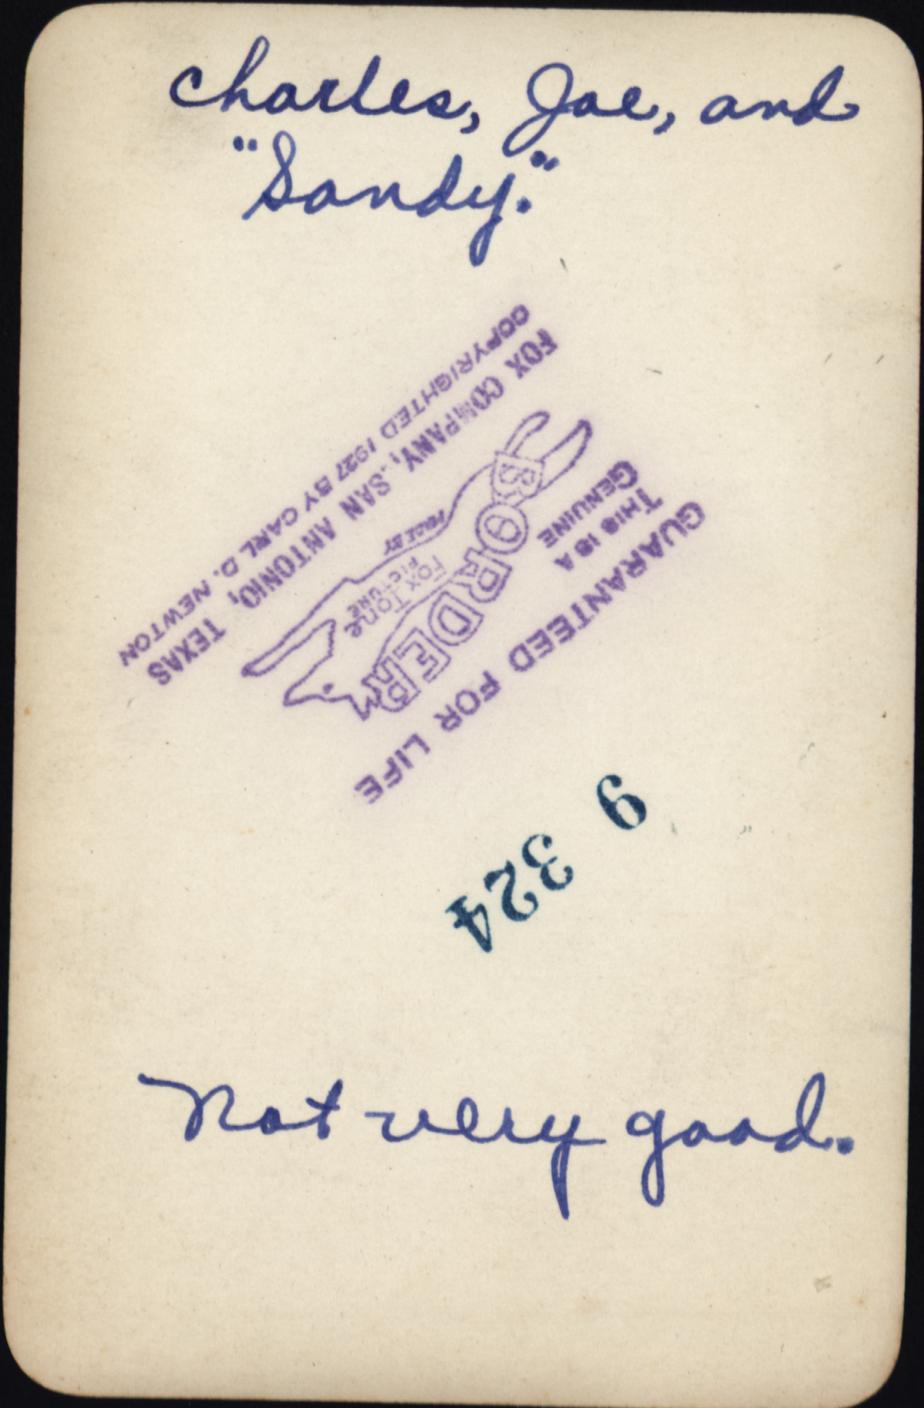 Charles, Joe, and
"Sandy."
GUARANTEED FOR LIFE
THIS IS A
GENUINE
BORDER
Fox Tone
PICTURE
MADE BY
FOX COMPANY, SAN ANTONIO, TEXAS
COPYRIGHTED 1927 BY CARL D. NEWTON
9 324
Not very good.